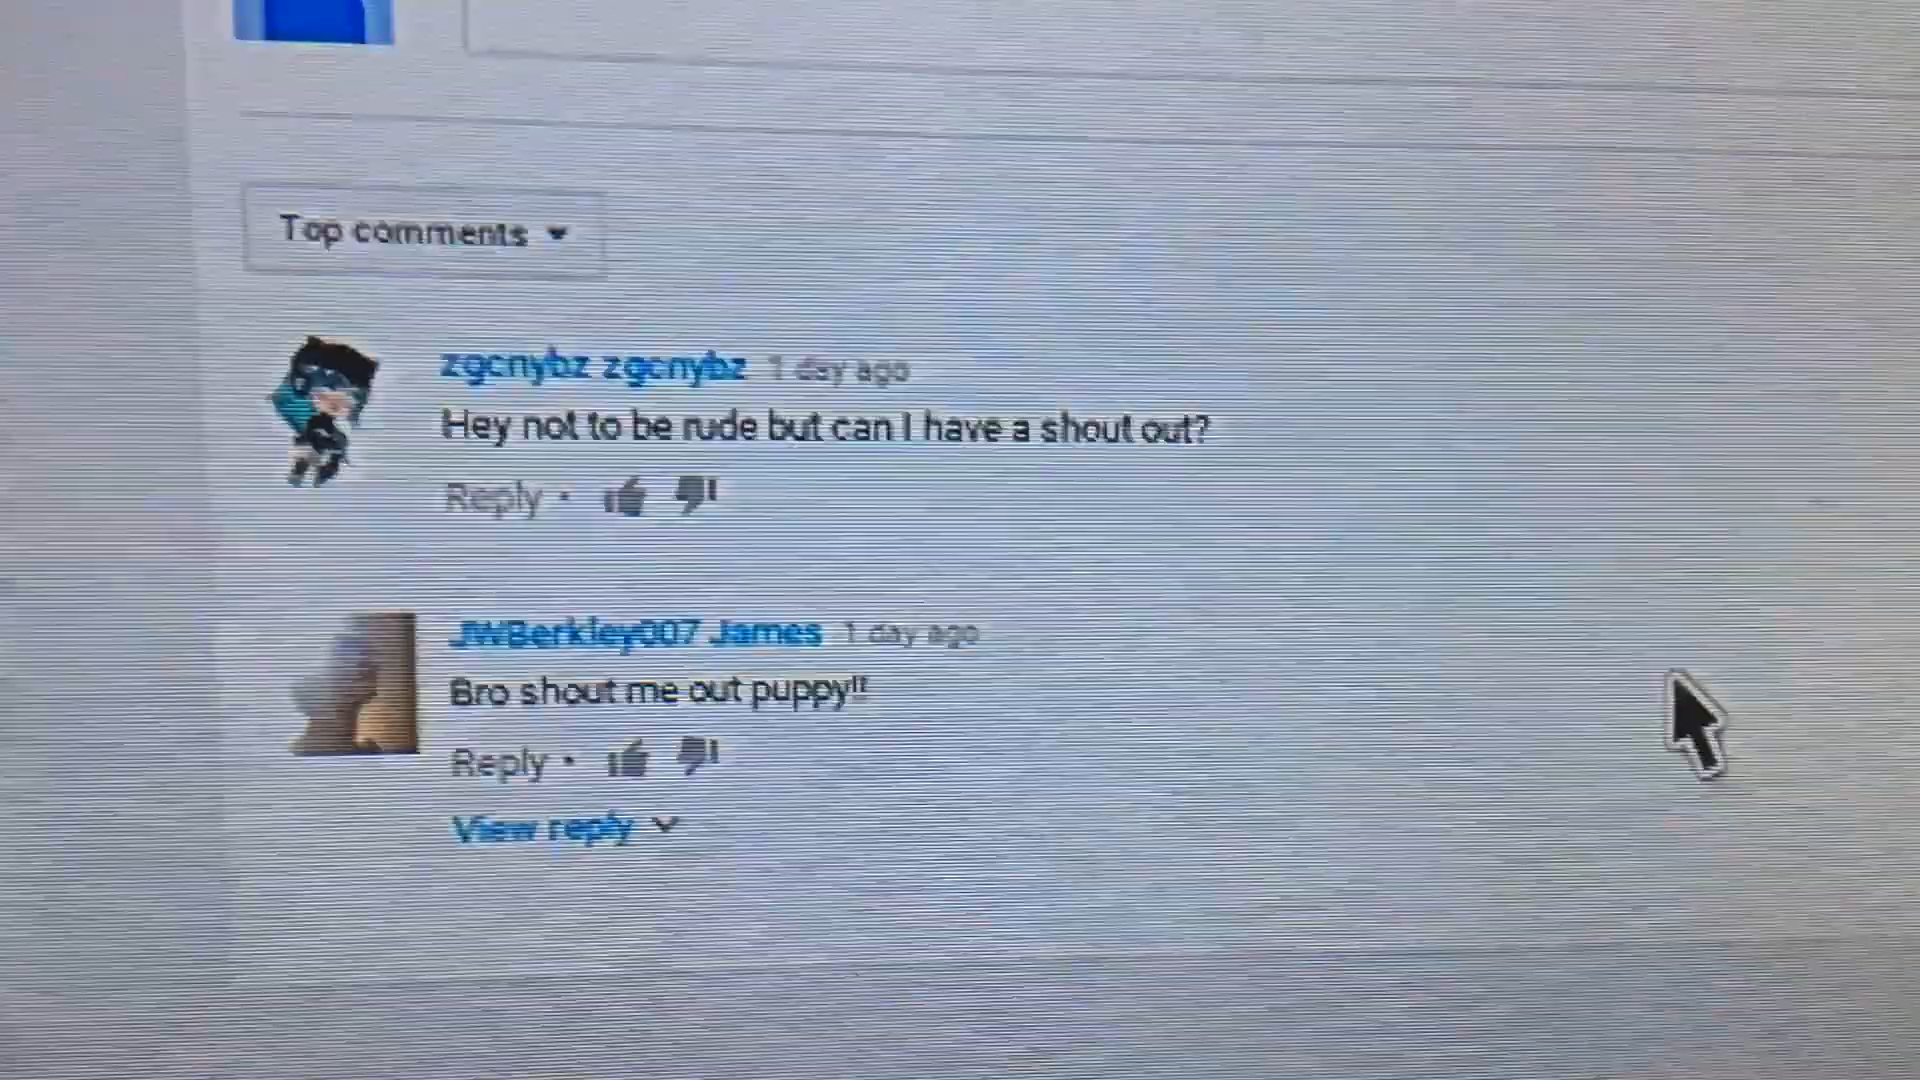 Top comments
zgcnybz zgcnybz 1 day ago
Hey not to be rude but can I have a shout out?
Reply •
JWBerkley007 James 1 day ago
Bro shout me out puppy!!
Reply •
View reply